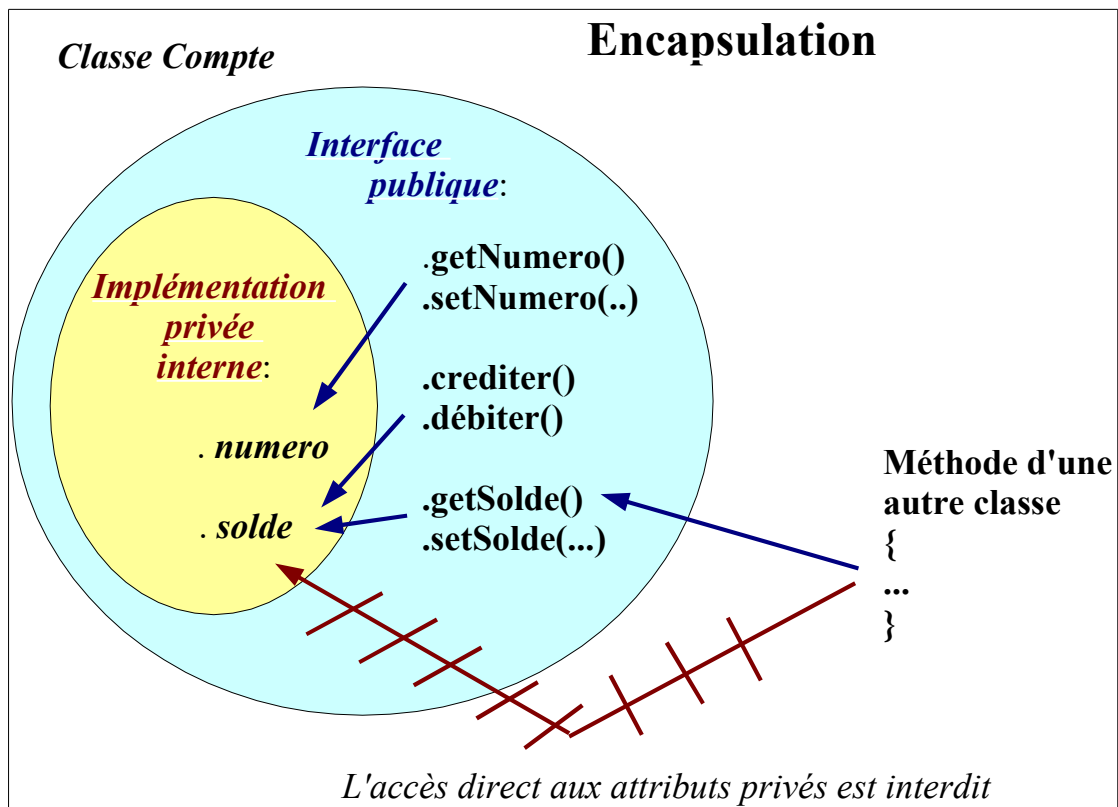 Encapsulation
Classe Compte
Interface
publique:
.getNumero()
.setNumero(..)
Implémentation
privée
interne:
.crediter()
.débiter()
. numero
.getSolde()
.setSolde(...)
. solde
Méthode d'une
autre classe
{
...
}
L'accès direct aux attributs privés est interdit